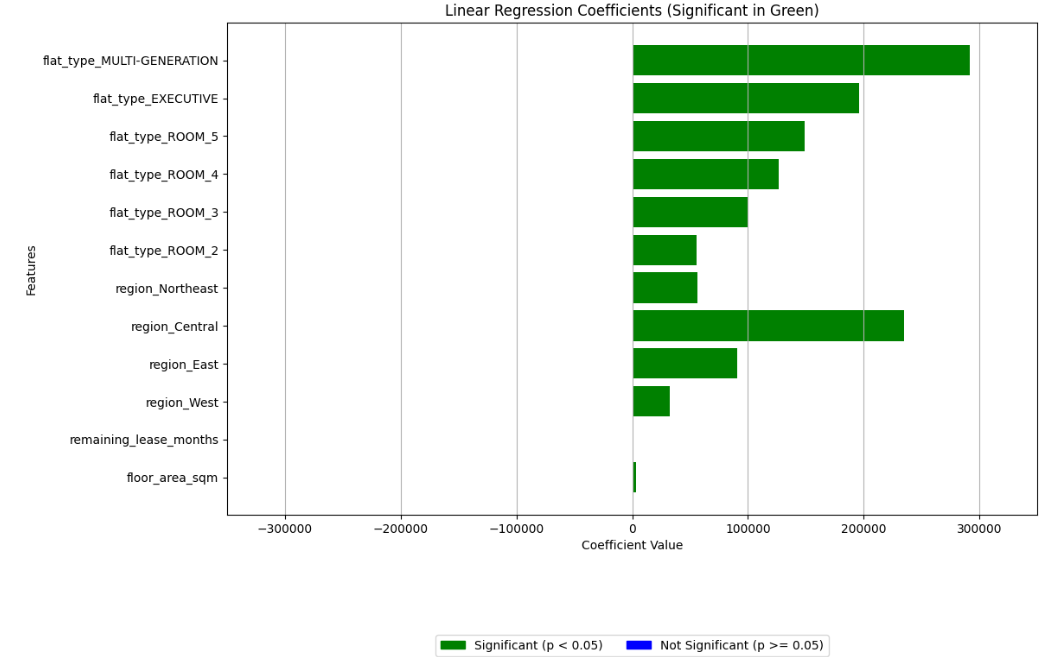 Linear Regression Coefficients (Significant in Green)
flat_type_MULTI-GENERATION
flat_type_EXECUTIVE
flat_type_ROOM_5
flat_type_ROOM_4
flat_type_ROOM_3
flat_type_ROOM_2
region_Northeast
region_Central
region_East
region_West
remaining_lease_months
floor_area_sqm
Features
−300000 −200000 −100000 0 100000 200000 300000
Coefficient Value
Significant (p < 0.05) Not Significant (p >= 0.05)